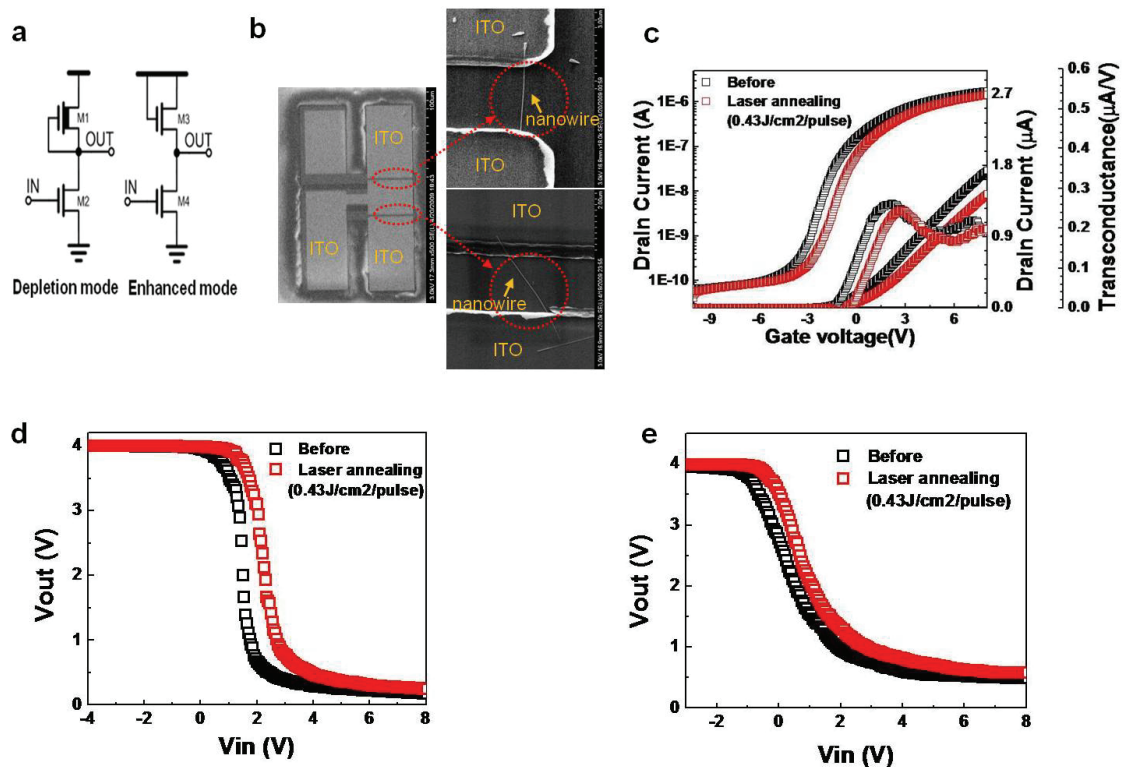 a
M1
OUT
IN
M2
Depletion mode
M3
OUT
IN
M4
Enhanced mode
b
ITO
ITO
ITO
ITO
nanowire
ITO
ITO
nanowire
ITO
c
Before
Laser annealing
(0.43J/cm2/pulse)
Drain Current (A)
1E-6
1E-7
1E-8
1E-9
1E-10
-9 -6 -3 0 3 6
Gate voltage(V)
2.7
1.8
0.9
0.0
Drain Current (μA)
0.6
0.5
0.4
0.3
0.2
0.1
0.0
Transconductance(μA/V)
d
Before
Laser annealing
(0.43J/cm2/pulse)
Vout (V)
4
3
2
1
0
-4 -2 0 2 4 6 8
Vin (V)
e
Before
Laser annealing
(0.43J/cm2/pulse)
Vout (V)
4
3
2
1
0
-2 0 2 4 6 8
Vin (V)